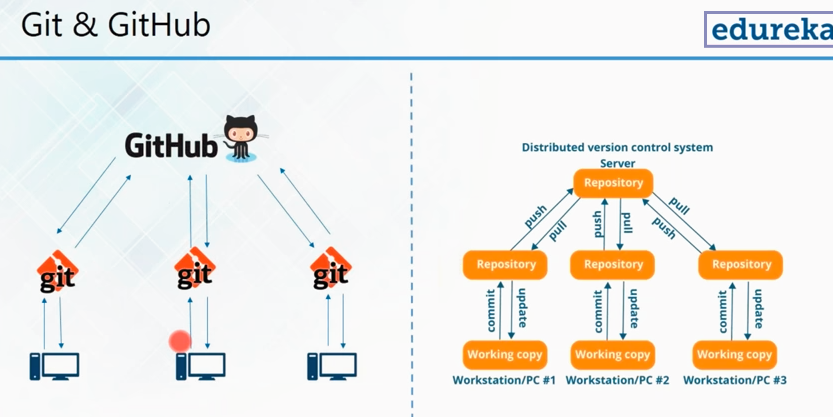 Git & GitHub
edureka
GitHub
git
git
git
Distributed version control system
Server
Repository
push
pull
push
pull
push
pull
Repository
Repository
Repository
commit
update
commit
update
commit
update
Working copy
Working copy
Working copy
Workstation/PC #1
Workstation/PC #2
Workstation/PC #3